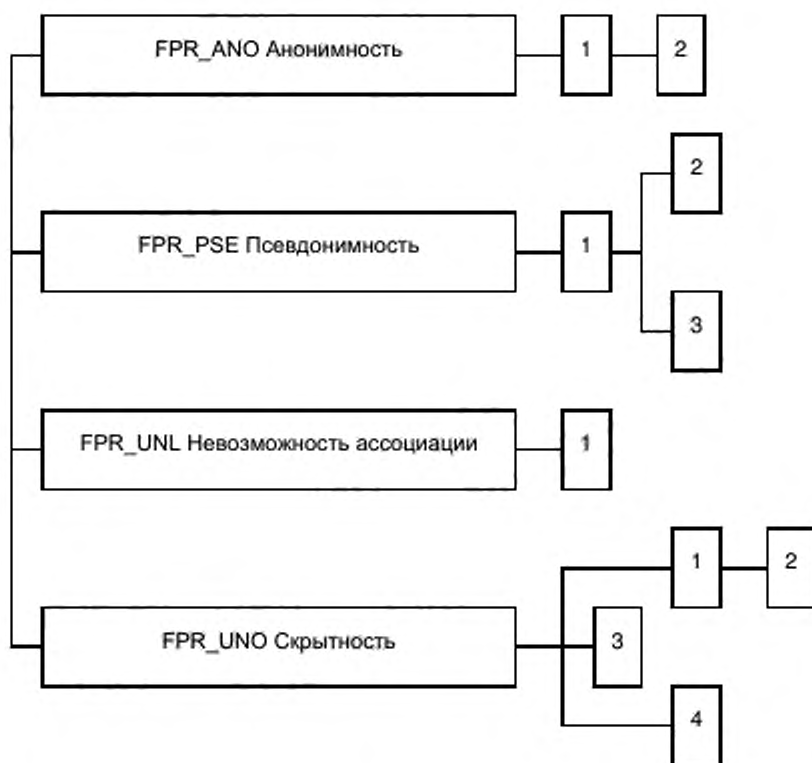 FPR_ANO Анонимность 1 2
2
FPR_PSE Псевдонимность 1
3
FPR_UNL Невозможность ассоциации 1
1 2
FPR_UNO Скрытность 3
4